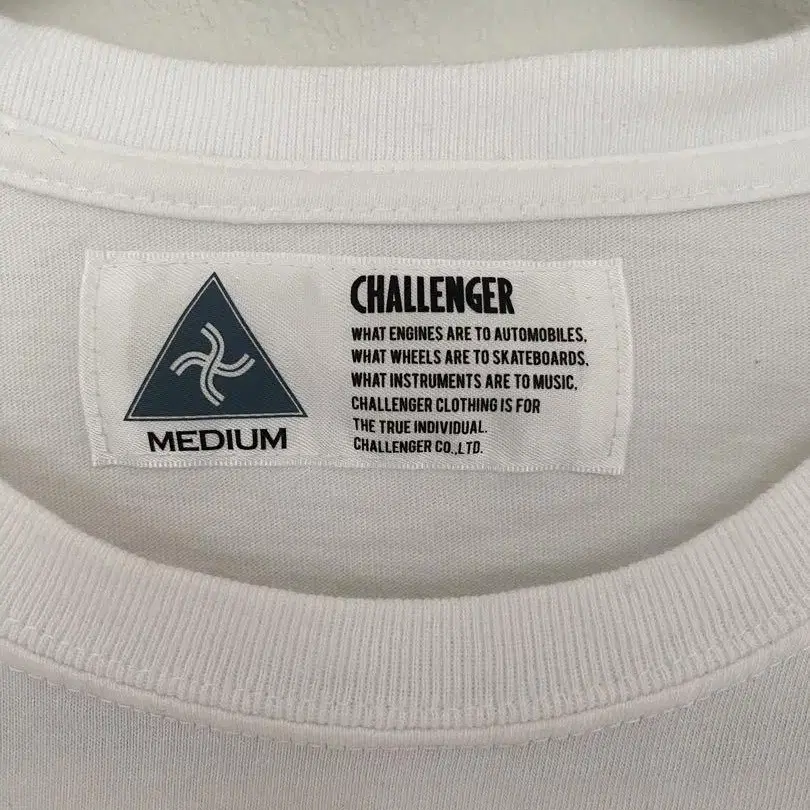 MEDIUM
CHALLENGER
WHAT ENGINES ARE TO AUTOMOBILES,
WHAT WHEELS ARE TO SKATEBOARDS,
WHAT INSTRUMENTS ARE TO MUSIC,
CHALLENGER CLOTHING IS FOR
THE TRUE INDIVIDUAL.
CHALLENGER CO.,LTD.